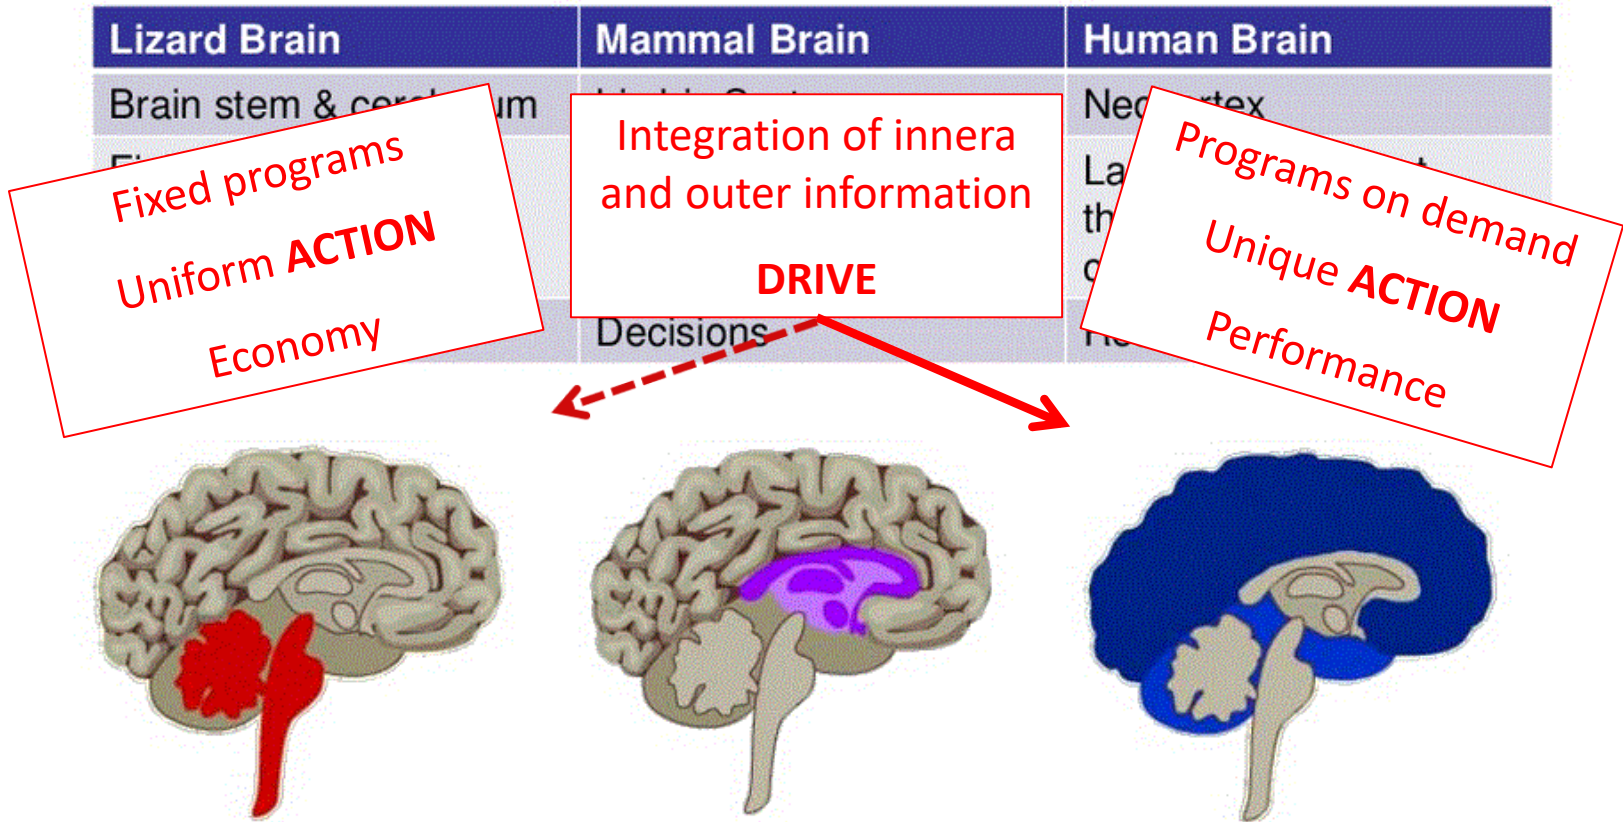 Lizard Brain
Mammal Brain
Human Brain
Brain stem &
Fixed programs
Uniform ACTION
Economy
Integration of innera
and outer information
DRIVE
Decisions
Programs on demand
Unique ACTION
Performance